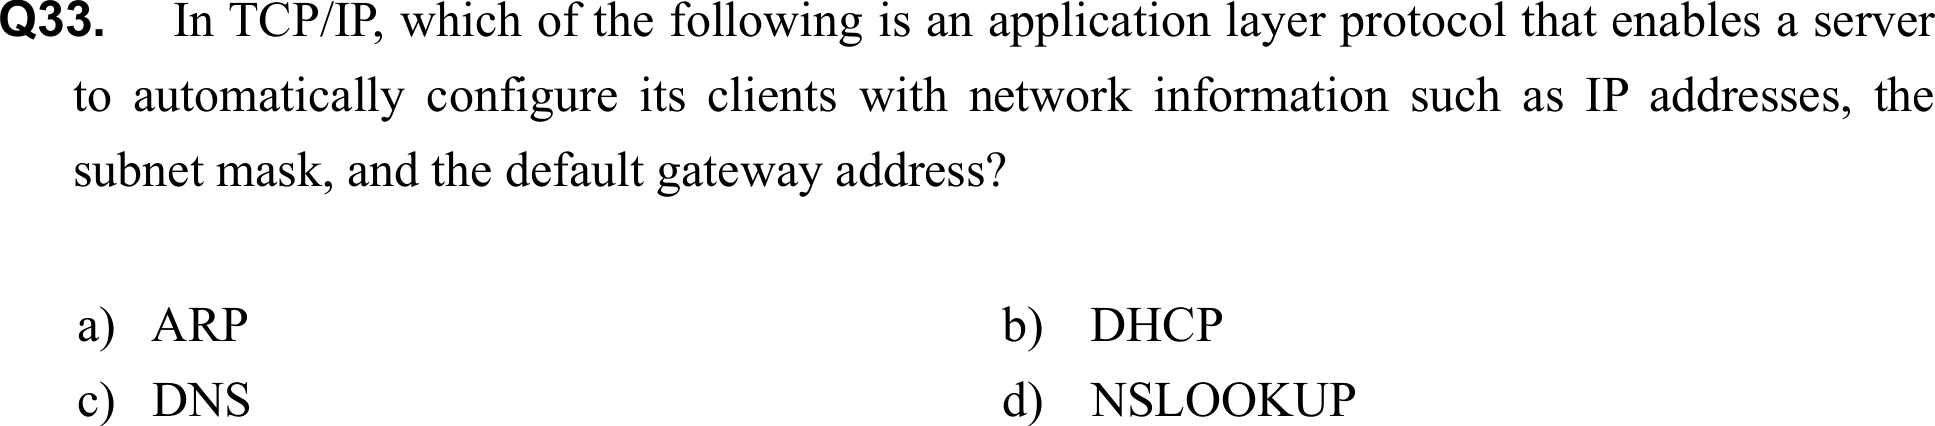 Q33. In TCP/IP, which of the following is an application layer protocol that enables a server
to automatically configure its clients with network information such as IP addresses, the
subnet mask, and the default gateway address?
a) ARP b) DHCP
c) DNS d) NSLOOKUP